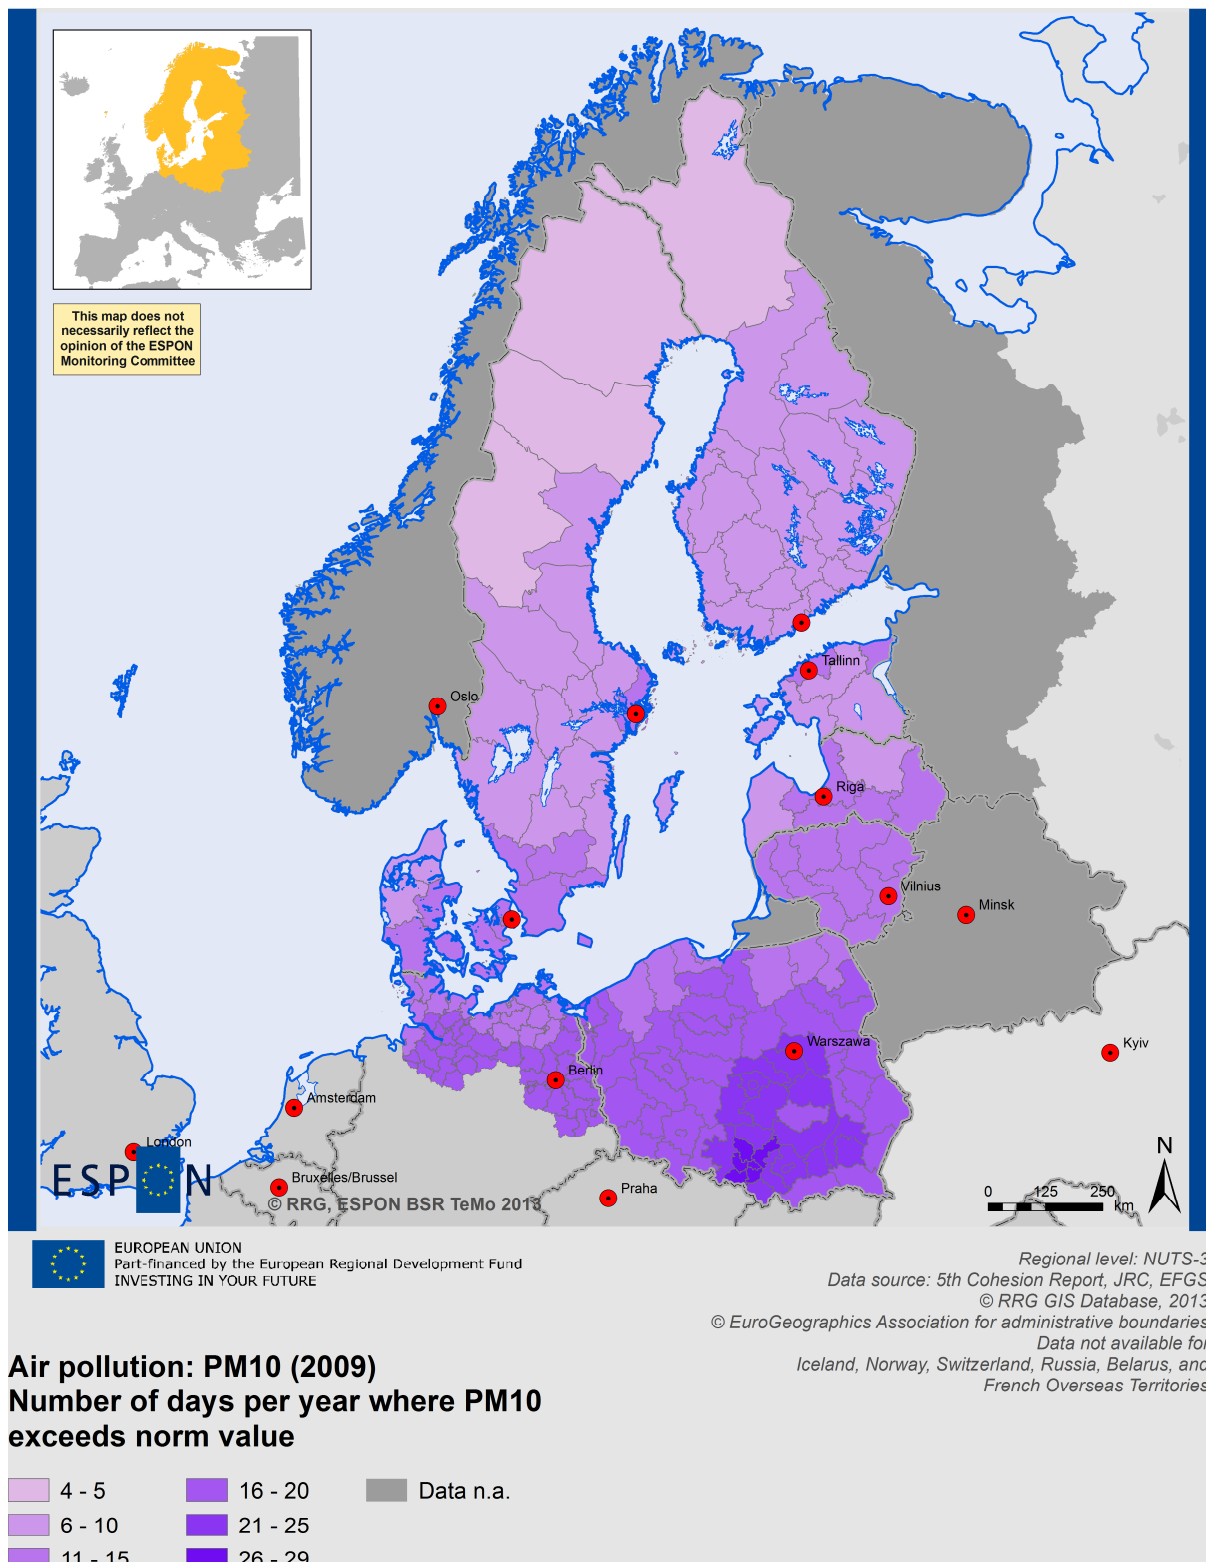 This map does not
necessarily reflect the
opinion of the ESPON
Monitoring Committee
Oslo
Tallinn
Riga
Vilnius
Minsk
Warszawa
Kyiv
Berlin
Amsterdam
London
Bruxelles/Brussel
Praha
ESPON
© RRG, ESPON BSR TeMo 2013
N
0 125 250
km
EUROPEAN UNION
Part-financed by the European Regional Development Fund
INVESTING IN YOUR FUTURE
Regional level: NUTS-3
Data source: 5th Cohesion Report, JRC, EFGS
© RRG GIS Database, 2013
© EuroGeographics Association for administrative boundaries
Data not available for
Iceland, Norway, Switzerland, Russia, Belarus, and
French Overseas Territories
Air pollution: PM10 (2009)
Number of days per year where PM10
exceeds norm value
4 - 5
16 - 20
Data n.a.
6 - 10
21 - 25
11 - 15
26 - 29